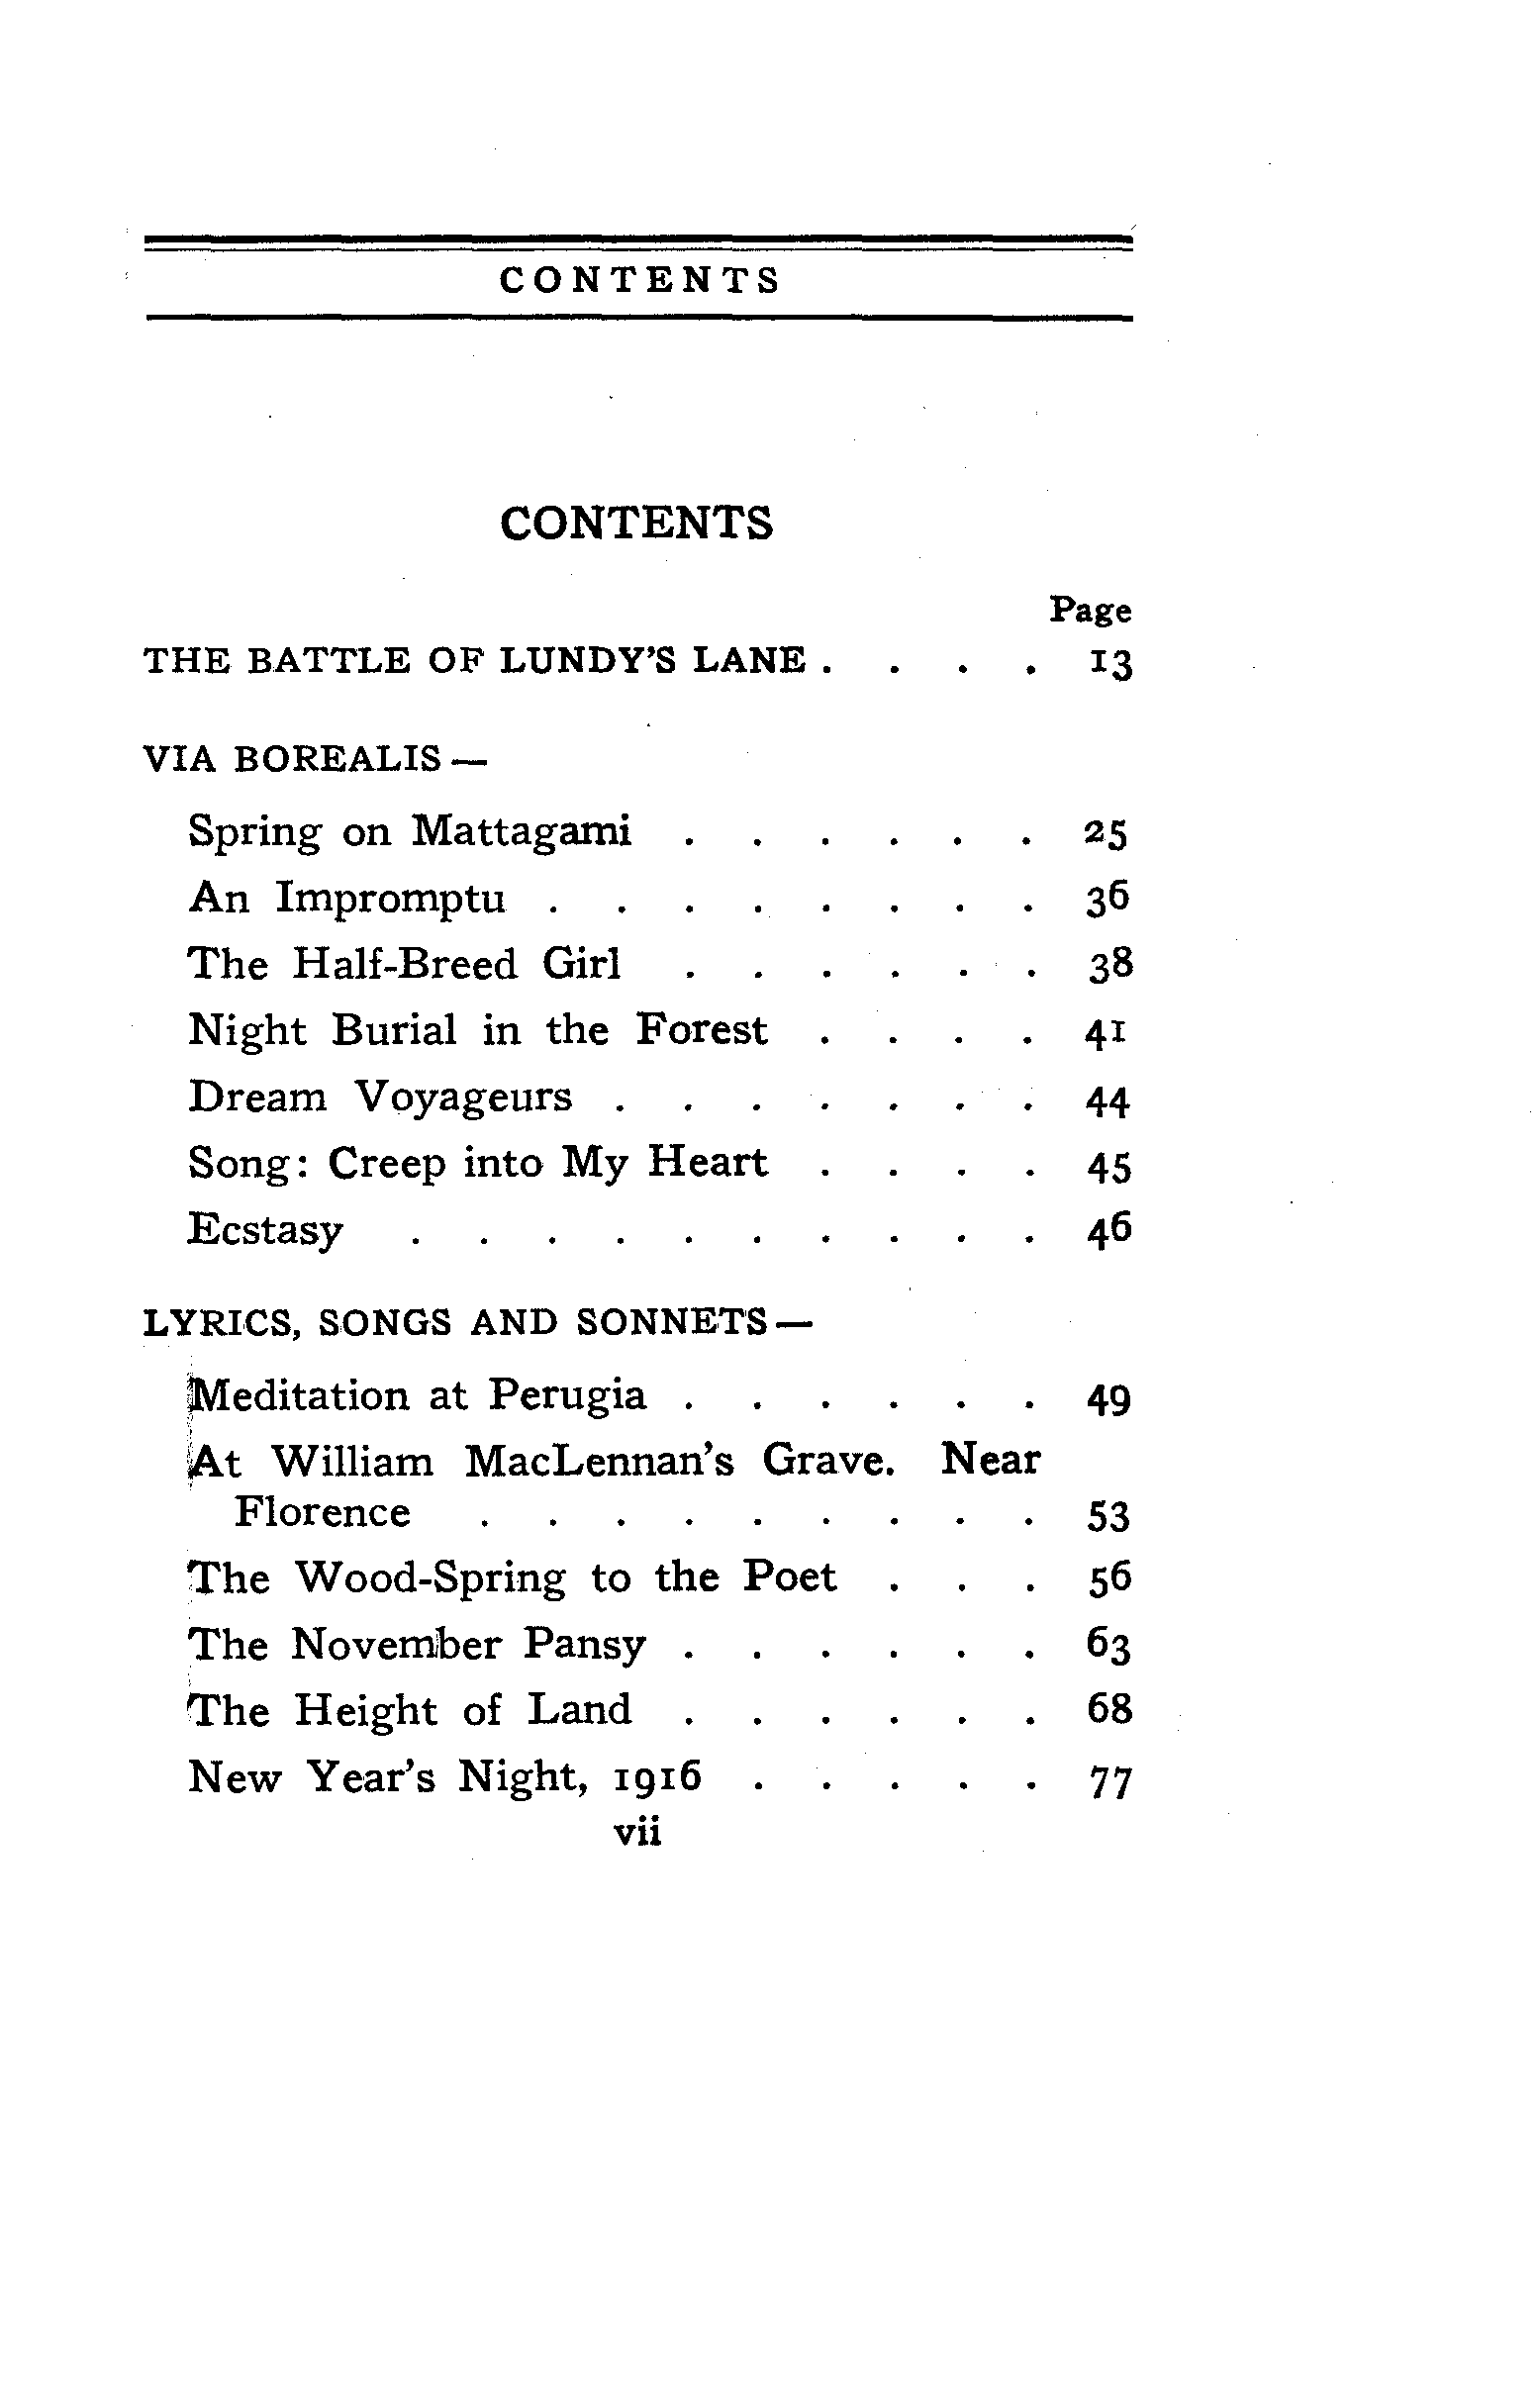 CONTENTS
CONTENTS
Page
THE BATTLE OF LUNDY'S LANE . . . . 13
VIA BOREALIS —
Spring on Mattagami . . . . . . 25
An Impromptu . . . . . . . . 36
The Half-Breed Girl . . . . . . 38
Night Burial in the Forest . . . . 41
Dream Voyageurs . . . . . . . 44
Song: Creep into My Heart . . . . 45
Ecstasy . . . . . . . . . . 46
LYRICS, SONGS AND SONNETS —
Meditation at Perugia . . . . . . 49
At William MacLennan's Grave. Near
Florence . . . . . . . . . 53
The Wood-Spring to the Poet . . . 56
The November Pansy . . . . . . 63
The Height of Land . . . . . . 68
New Year's Night, 1916 . . . . . 77
vii